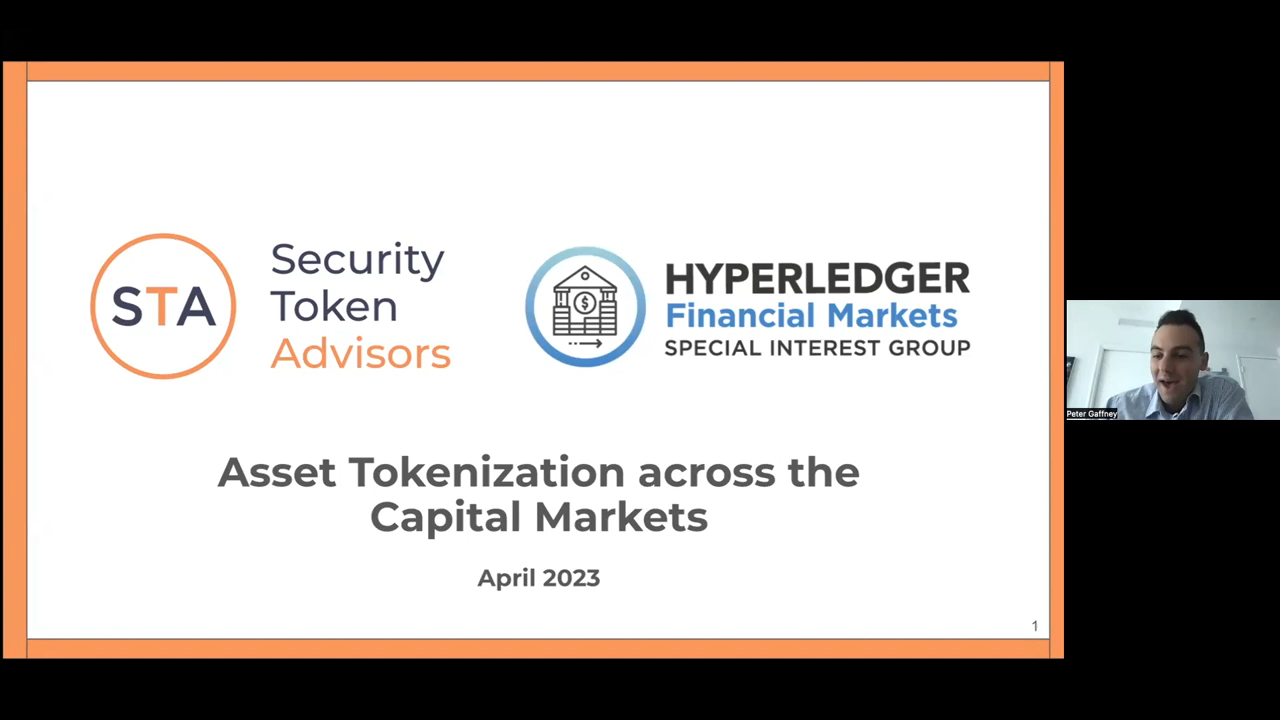 STA
Security
Token
Advisors
$
HYPERLEDGER
Financial Markets
SPECIAL INTEREST GROUP
Asset Tokenization across the
Capital Markets
April 2023
1
Peter Gaffney